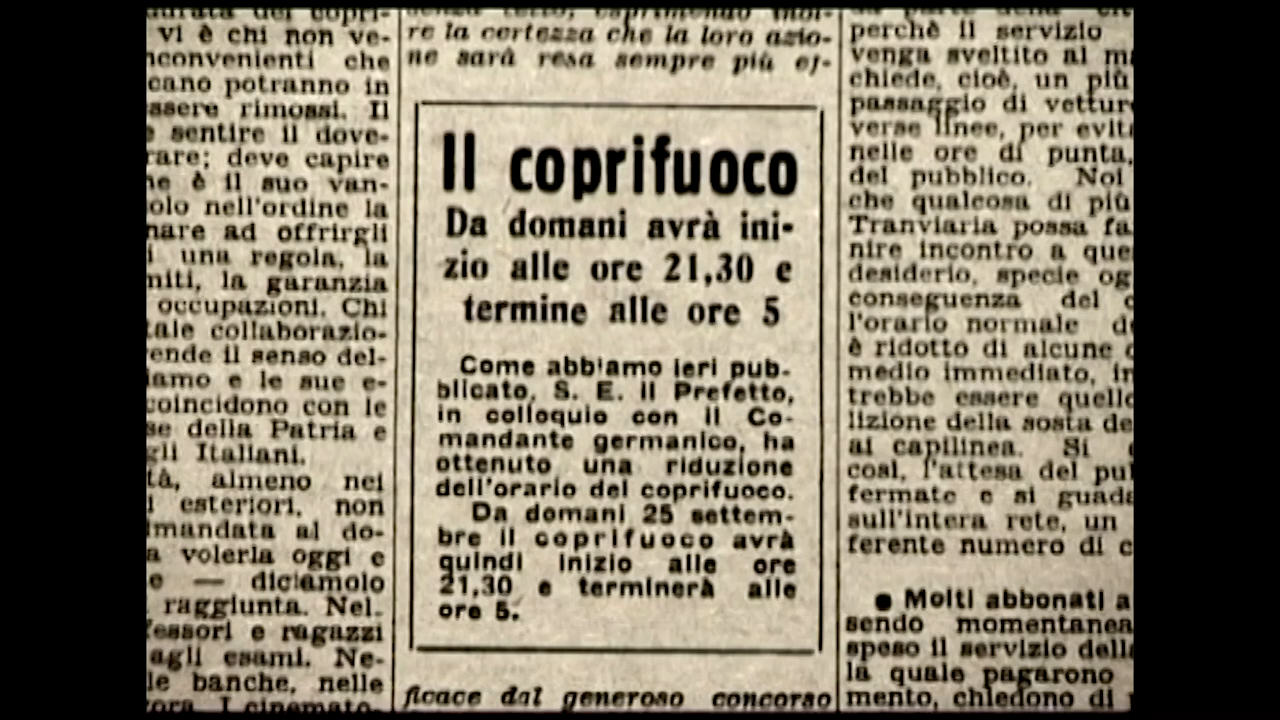 vi è chi non ve-
inconvenienti che
cano potranno in
essere rimossi. Il
sentire il dove-
rare; deve capire
è il suo van-
olo nell'ordine la
nare ad offrirgli
una regola, la
miti, la garanzia
occupazioni. Chi
tale collaborazio-
rende il senso del-
iamo e le sue e-
coincidono con le
se della Patria e
gli Italiani.
tà, almeno nei
esteriori, non
mandata al do-
a volerla oggi e
e — diciamolo
raggiunta. Nel-
fessori e ragazzi
agli esami. Ne-
le banche, nelle
re la certezza che la loro azio-
ne sarà resa sempre più ef-
Il coprifuoco
Da domani avrà ini-
zio alle ore 21,30 e
termine alle ore 5
Come abbiamo ieri pub-
blicato, S. E. il Prefetto,
in colloquio con il Co-
mandante germanico, ha
ottenuto una riduzione
dell'orario del coprifuoco.
Da domani 25 settem-
bre il coprifuoco avrà
quindi inizio alle ore
21,30 e terminerà alle
ore 5.
ficace dal generoso concorso
perchè il servizio
venga sveltito al m
chiede, cioè, un più
passaggio di vettur
verse linee, per evit
nelle ore di punta,
del pubblico. Noi
che qualcosa di più
Tranviaria possa fa
nire incontro a que
desiderio, specie og
conseguenza del c
l'orario normale d
è ridotto di alcune
medio immediato, in
trebbe essere quello
lizione della sosta de
ai capilinea. Si
così, l'attesa del pu
fermate e si guada
sull'intera rete, un
ferente numero di c
● Molti abbonati a
sendo momentanea
speso il servizio dell
la quale pagarono
mento, chiedono di